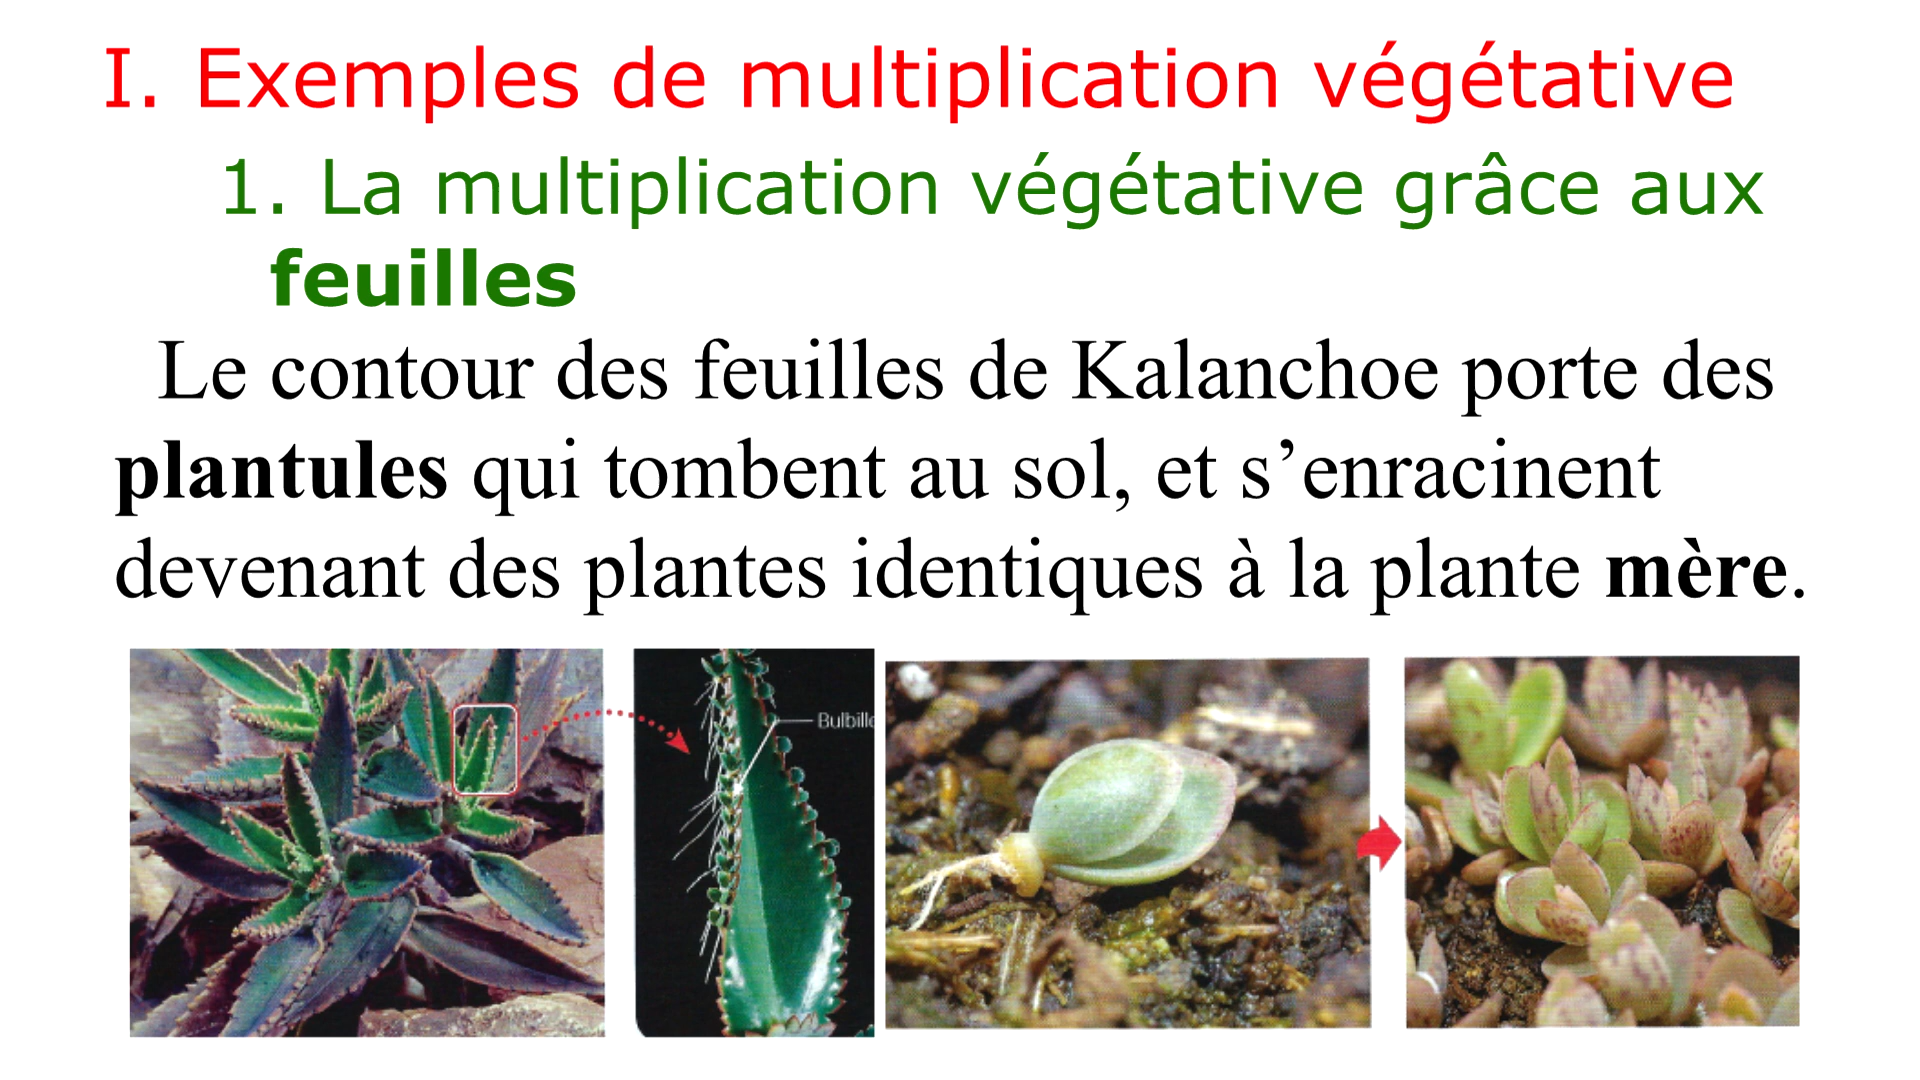 I. Exemples de multiplication végétative
1. La multiplication végétative grâce aux
feuilles
Le contour des feuilles de Kalanchoe porte des
plantules qui tombent au sol, et s’enracinent
devenant des plantes identiques à la plante mère.
Bulbille